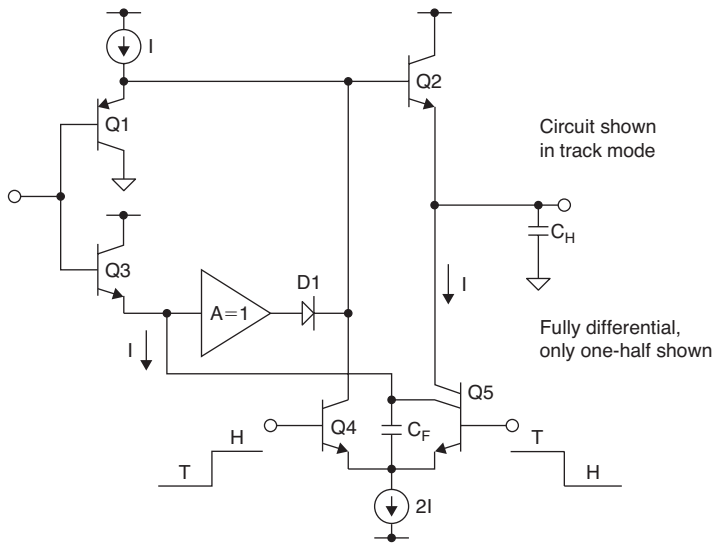 I
Q1
Q2
Circuit shown
in track mode
Q3
C_H
A=1
D1
I
I
Fully differential,
only one-half shown
Q4
C_F
Q5
T
H
T
H
2I